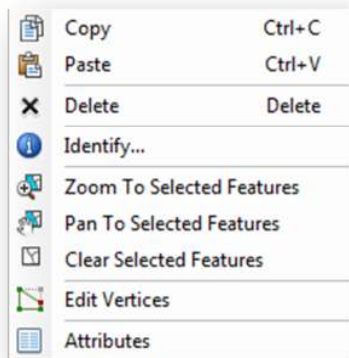 Copy Ctrl+C
Paste Ctrl+V
Delete Delete
Identify...
Zoom To Selected Features
Pan To Selected Features
Clear Selected Features
Edit Vertices
Attributes